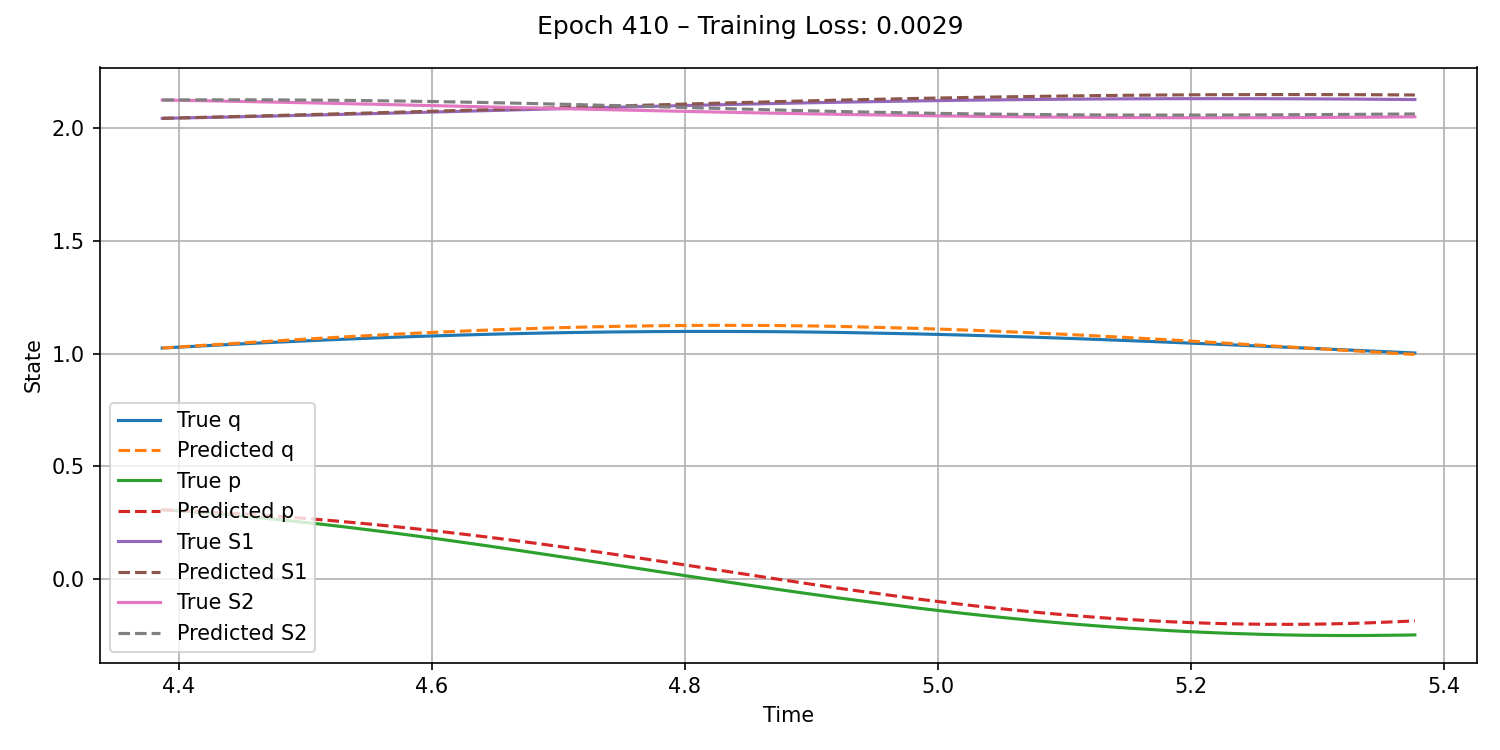 Epoch 410 – Training Loss: 0.0029
2.0
1.5
1.0
0.5
0.0
State
True q
Predicted q
True p
Predicted p
True S1
Predicted S1
True S2
Predicted S2
4.4
4.6
4.8
5.0
5.2
5.4
Time